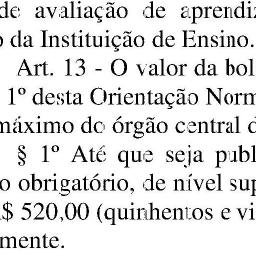 de avaliação de aprendiz
o da Instituição de Ensino.
Art. 13 - O valor da bol
1º desta Orientação Norm
máximo do órgão central d
§ 1º Até que seja publ
o obrigatório, de nível sup
$ 520,00 (quinhentos e vi
mente.